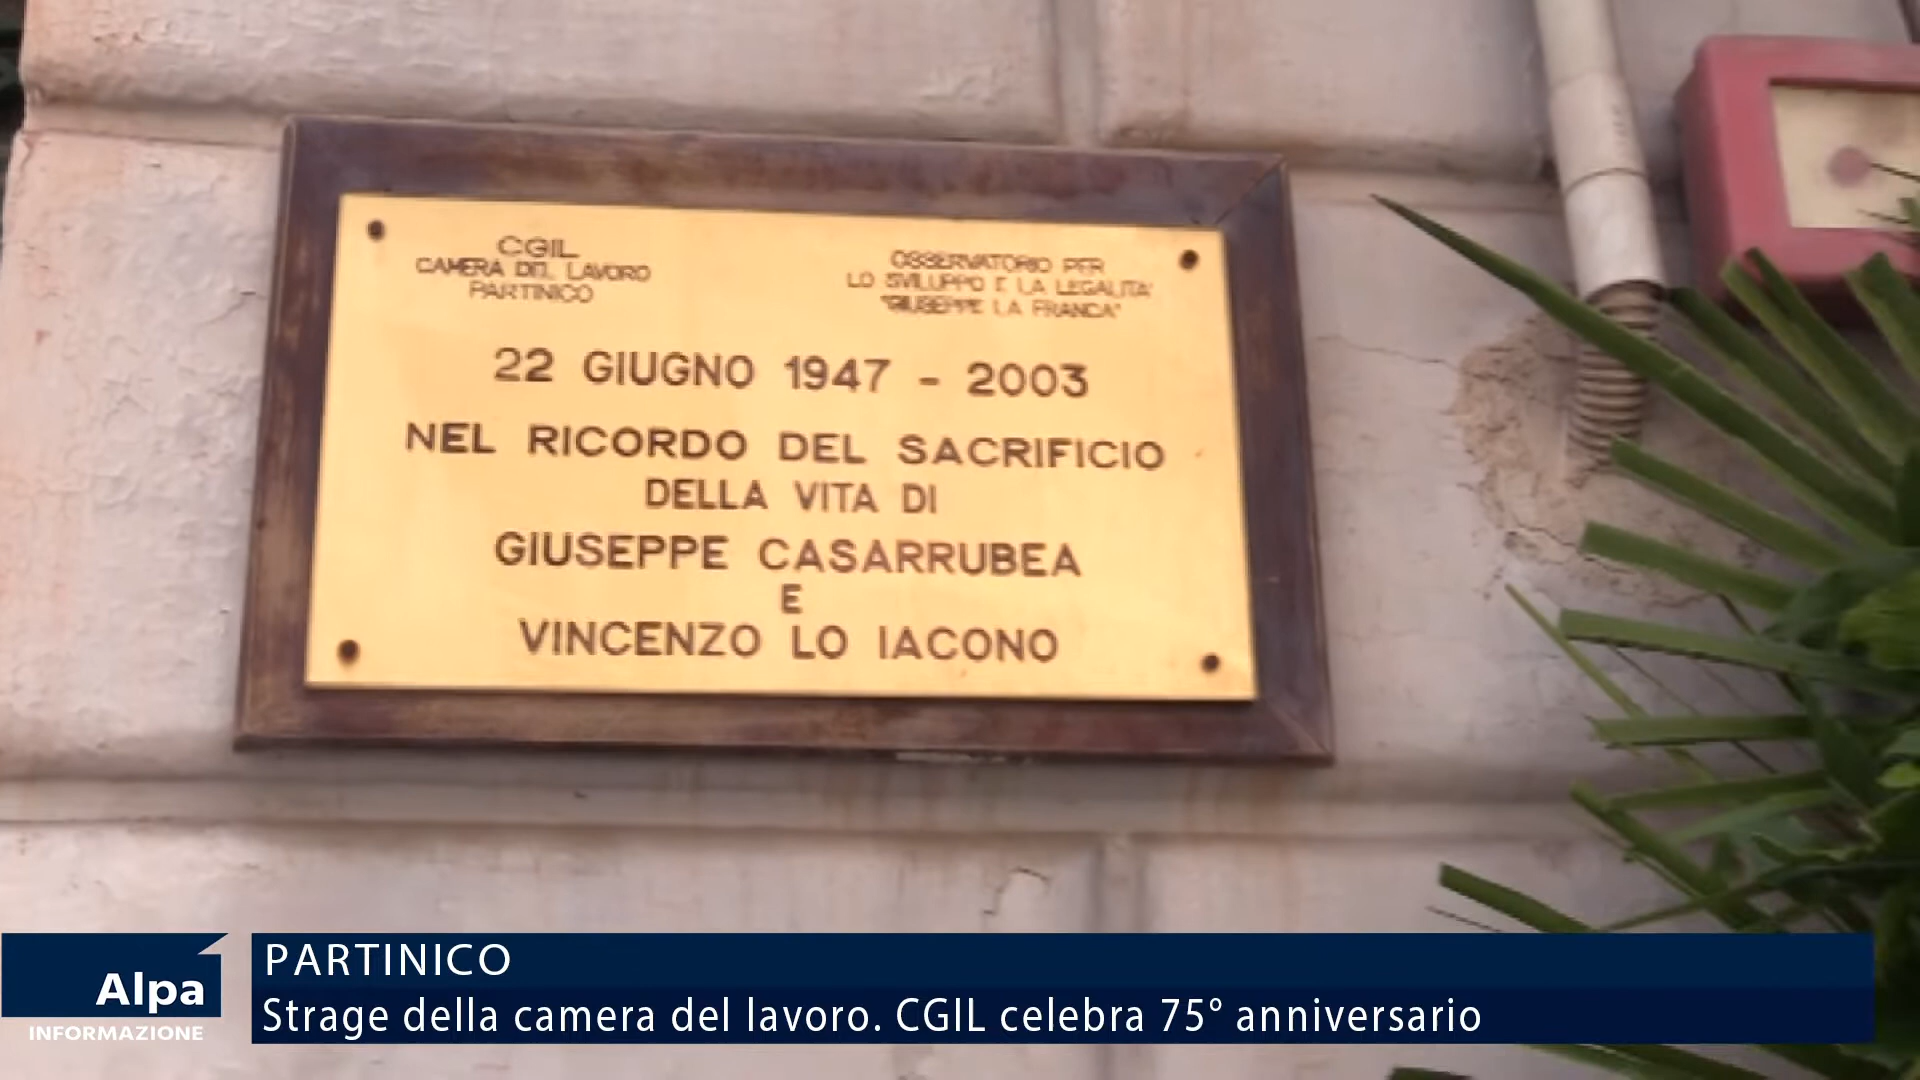 CGIL
CAMERA DEL LAVORO
PARTINICO
OSSERVATORIO PER
LO SVILUPPO E LA LEGALITA'
"GIUSEPPE LA FRANCA"
22 GIUGNO 1947 - 2003
NEL RICORDO DEL SACRIFICIO
DELLA VITA DI
GIUSEPPE CASARRUBEA
E
VINCENZO LO IACONO
Alpa
INFORMAZIONE
PARTINICO
Strage della camera del lavoro. CGIL celebra 75° anniversario